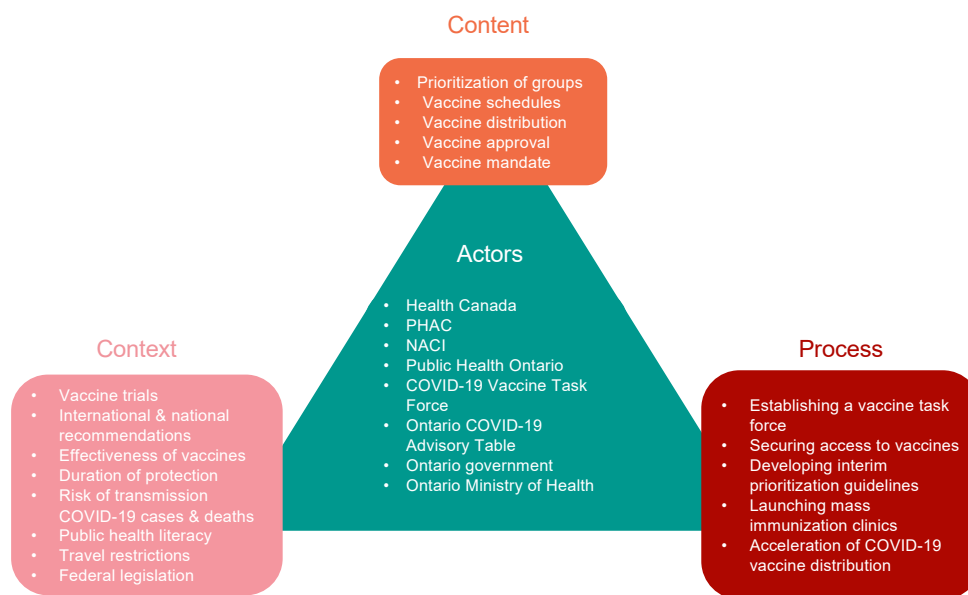 Content
• Prioritization of groups
• Vaccine schedules
• Vaccine distribution
• Vaccine approval
• Vaccine mandate
Actors
• Health Canada
• PHAC
• NACI
• Public Health Ontario
• COVID-19 Vaccine Task
Force
• Ontario COVID-19
Advisory Table
• Ontario government
• Ontario Ministry of Health
Context
• Vaccine trials
• International & national
recommendations
• Effectiveness of vaccines
• Duration of protection
• Risk of transmission
COVID-19 cases & deaths
• Public health literacy
• Travel restrictions
• Federal legislation
Process
• Establishing a vaccine task
force
• Securing access to vaccines
• Developing interim
prioritization guidelines
• Launching mass
immunization clinics
• Acceleration of COVID-19
vaccine distribution